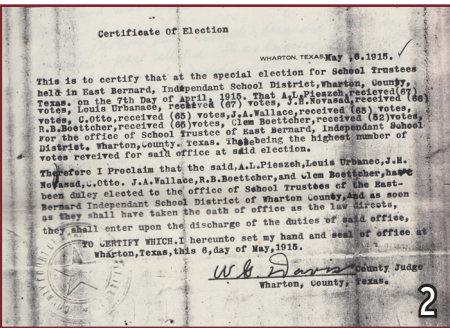 Certificate Of Election
WHARTON, TEXAS, May ,6.1915.
This is to certify that at the special election for School Trustees
held in East Bernard, Independant School District, Wharton, County,
Texas. on the 7th Day of April, 1915. That A.L.Pieszch,recieved(67)
votes, Louis Urbanace, received (67) votes, J.M.Novasad,received (66)
votes, C.Otto,received (65)votes,J.A.Wallace,received (65) votes,
R.B.Boettcher,received (65)votes, Clem Boettcher,received (52)votes,
For the office of School Trustee of East Bernard, Independant School
District. Wharton,County. Texas. That being the highest number of
votes reveived for said office at said election.
Therefore I Proclaim that the said,A.L.Pieszch,Louis Urbanec,J.M.
Novasad,C.Otto. J.A.Wallace,R.B.Boettcher,and Clem Boettcher,have
been duley elected to the office of School Trustees of the East-
Bernard Independant School District of Wharton County,And as soon
as they shall have taken the oath of office as the law directs,
they shall enter upon the discharge of the duties of said office,
TO CERTIFY WHICH.I hereunto set my hand and seal of office at
Wharton,Texas,this 6,day of May,1915.
W.G. Davis County Judge
Wharton, County, Texas.
2